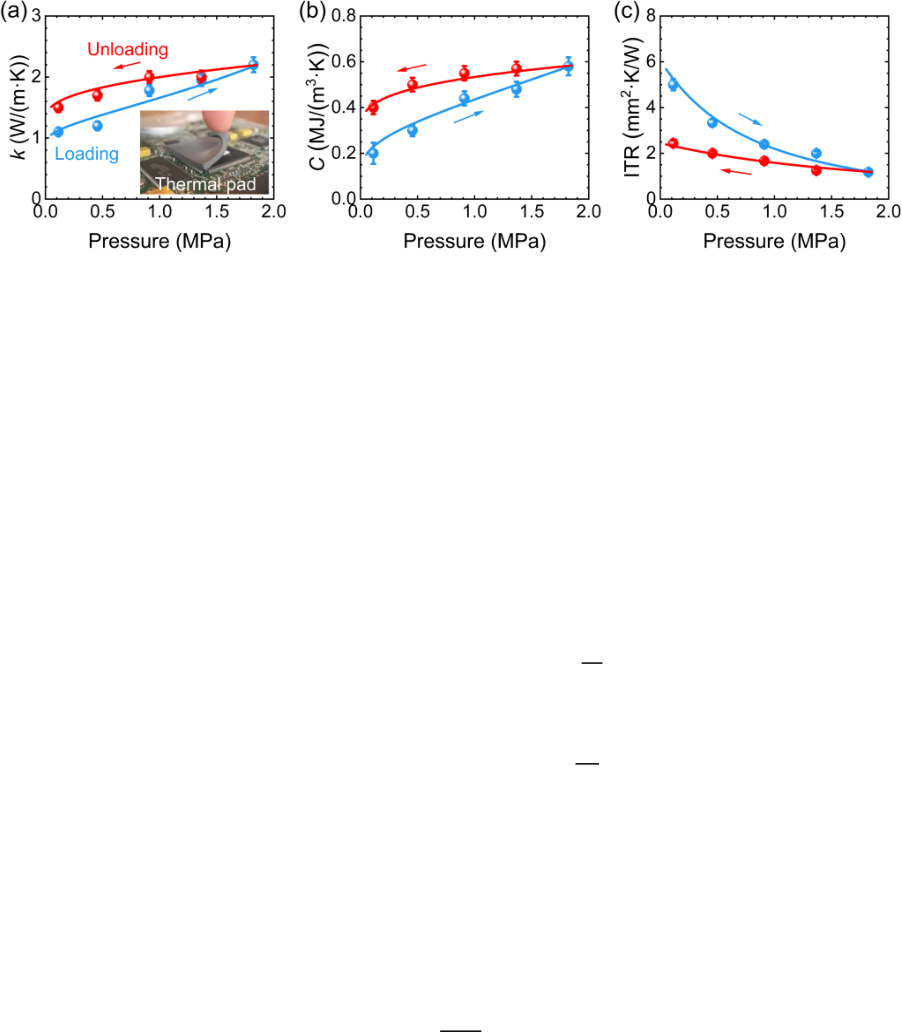 (a)
3
2
1
0
k (W/(m·K))
Unloading
Loading
Thermal pad
0.0 0.5 1.0 1.5 2.0
Pressure (MPa)
(b)
0.8
0.6
0.4
0.2
0.0
C (MJ/(m³·K))
0.0 0.5 1.0 1.5 2.0
Pressure (MPa)
(c)
8
6
4
2
0
ITR (mm²·K/W)
0.0 0.5 1.0 1.5 2.0
Pressure (MPa)